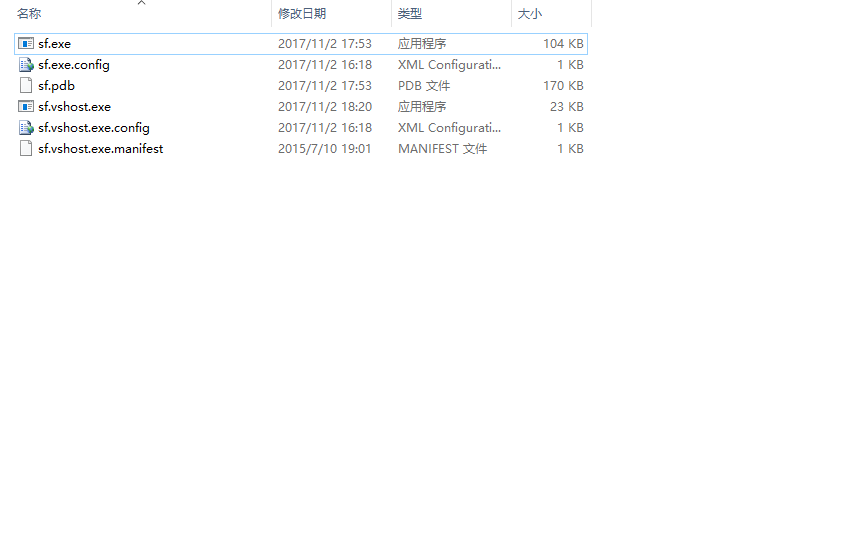 名称 修改日期 类型 大小
sf.exe 2017/11/2 17:53 应用程序 104 KB
sf.exe.config 2017/11/2 16:18 XML Configurati... 1 KB
sf.pdb 2017/11/2 17:53 PDB 文件 170 KB
sf.vshost.exe 2017/11/2 18:20 应用程序 23 KB
sf.vshost.exe.config 2017/11/2 16:18 XML Configurati... 1 KB
sf.vshost.exe.manifest 2015/7/10 19:01 MANIFEST 文件 1 KB